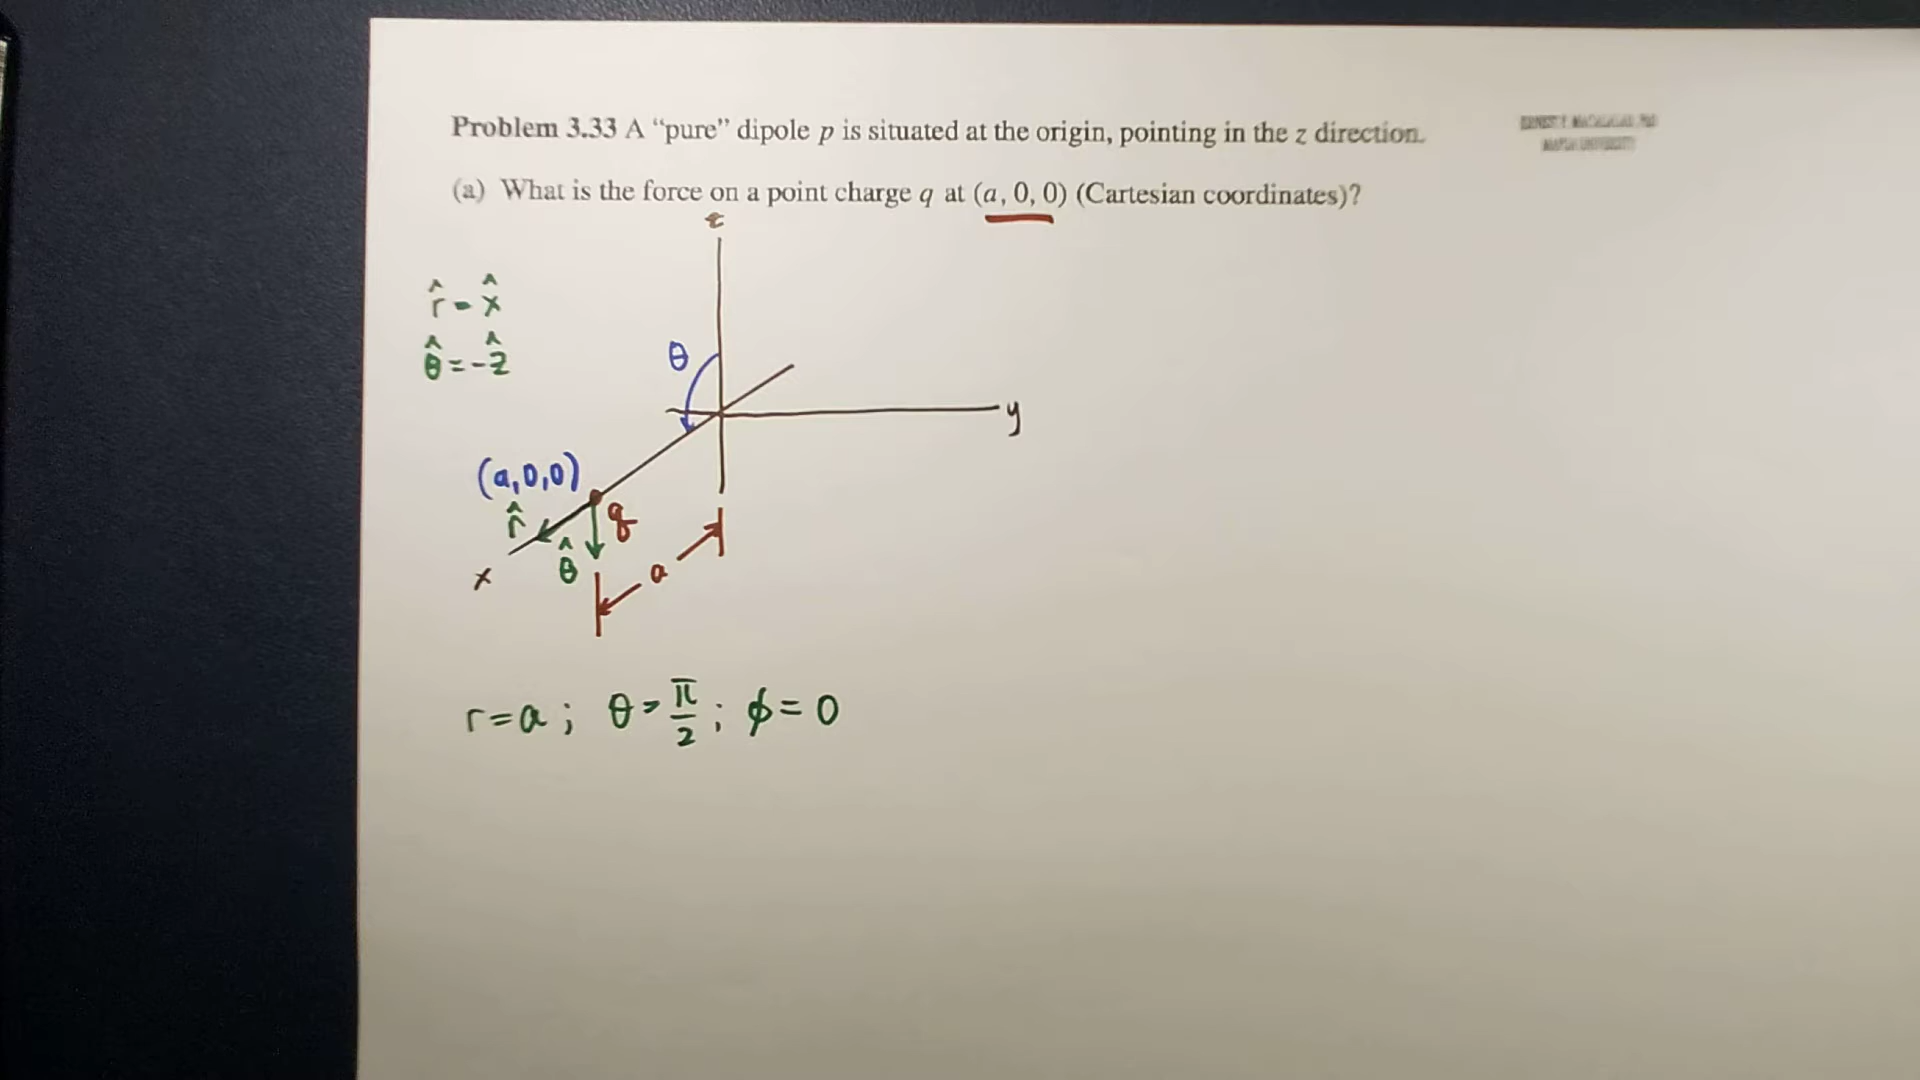 Problem 3.33 A “pure” dipole p is situated at the origin, pointing in the z direction.
(a) What is the force on a point charge q at (a, 0, 0) (Cartesian coordinates)?
z
r̂ = x̂
θ̂ = -ẑ
θ
y
(a,0,0)
r̂
q
θ̂
x
a
r = a ; θ = π/2 ; ϕ = 0